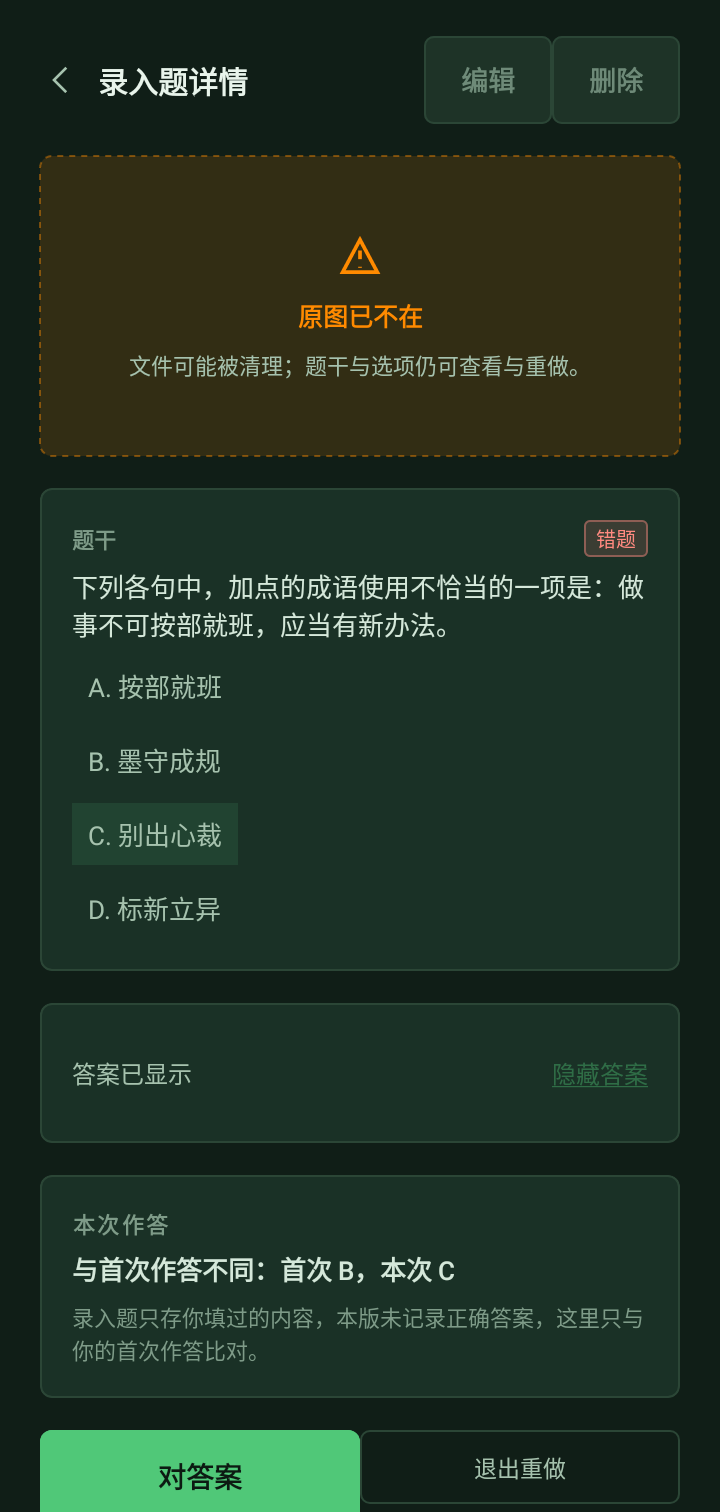 录入题详情
编辑
删除
原图已不在
文件可能被清理；题干与选项仍可查看与重做。
题干
错题
下列各句中，加点的成语使用不恰当的一项是：做
事不可按部就班，应当有新办法。
A. 按部就班
B. 墨守成规
C. 别出心裁
D. 标新立异
答案已显示
隐藏答案
本次作答
与首次作答不同：首次 B，本次 C
录入题只存你填过的内容，本版未记录正确答案，这里只与
你的首次作答比对。
对答案
退出重做